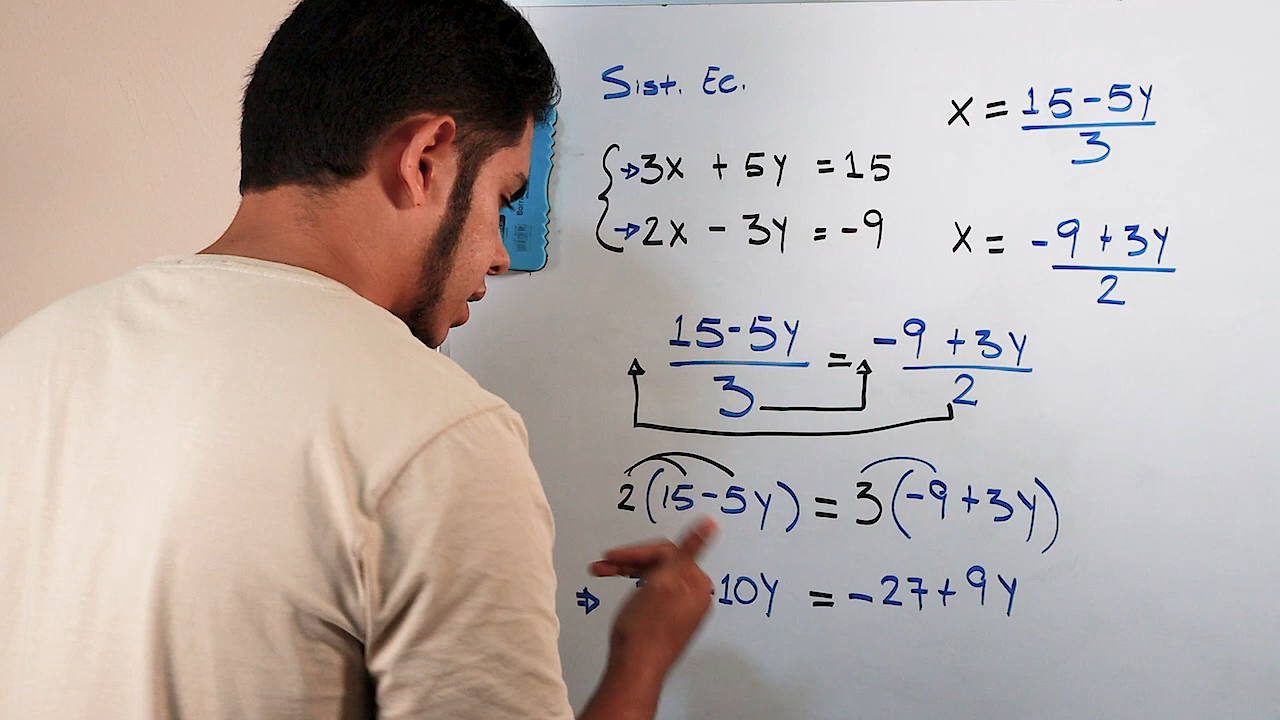 Sist. Ec.
3x + 5y = 15
2x - 3y = -9
x = 15-5y / 3
x = -9+3y / 2
15-5y / 3 = -9+3y / 2
2(15-5y) = 3(-9+3y)
⇒ 10y = -27+9y